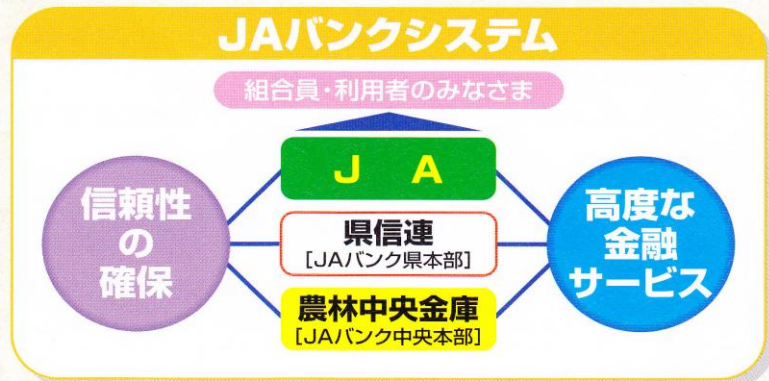 JAバンクシステム
組合員・利用者のみなさま
J A
信頼性
の
確保
県信連
[JAバンク県本部]
農林中央金庫
[JAバンク中央本部]
高度な
金融
サービス